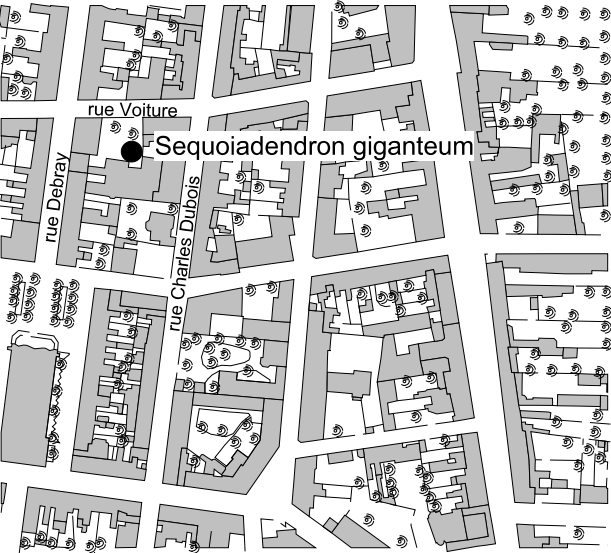 rue Voiture
Sequoiadendron giganteum
rue Debray
rue Charles Dubois